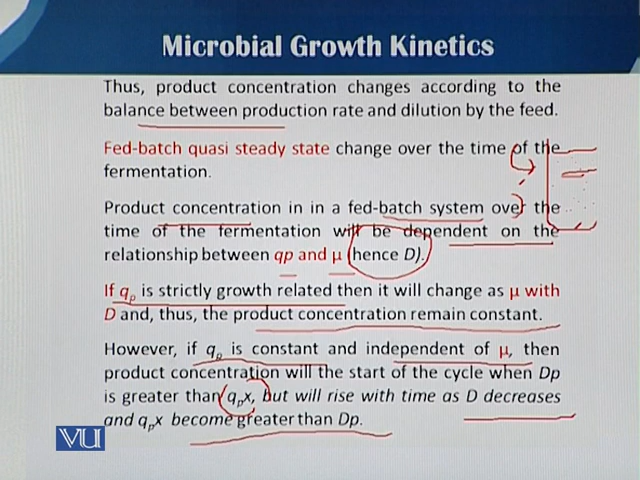 Microbial Growth Kinetics
Thus, product concentration changes according to the
balance between production rate and dilution by the feed.
Fed-batch quasi steady state change over the time of the
fermentation.
Product concentration in in a fed-batch system over the
time of the fermentation will be dependent on the
relationship between qp and μ (hence D).
If qp is strictly growth related then it will change as μ with
D and, thus, the product concentration remain constant.
However, if qp is constant and independent of μ, then
product concentration will the start of the cycle when Dp
is greater than qpx, but will rise with time as D decreases
and qpx become greater than Dp.
VU